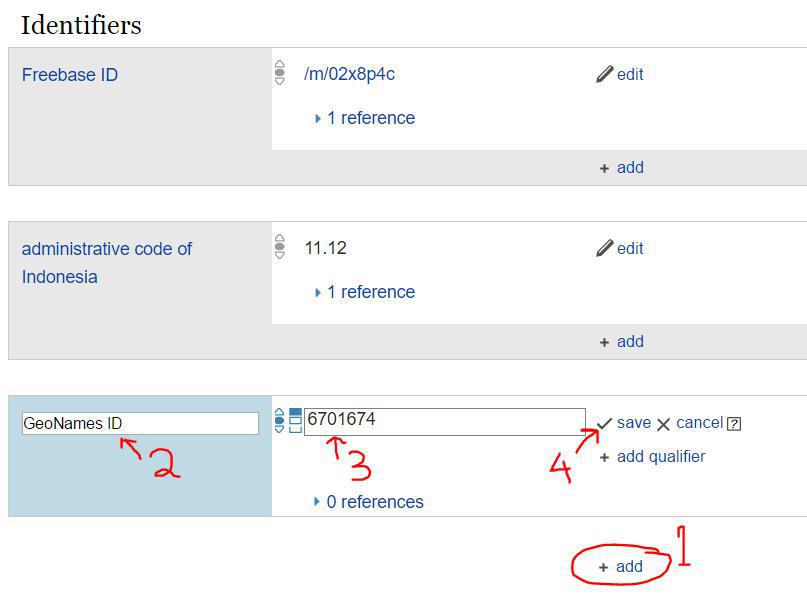 Identifiers
Freebase ID /m/02x8p4c edit
1 reference
+ add
administrative code of Indonesia 11.12 edit
1 reference
+ add
GeoNames ID 6701674 save cancel [?]
2 3 4 + add qualifier
0 references
1
+ add